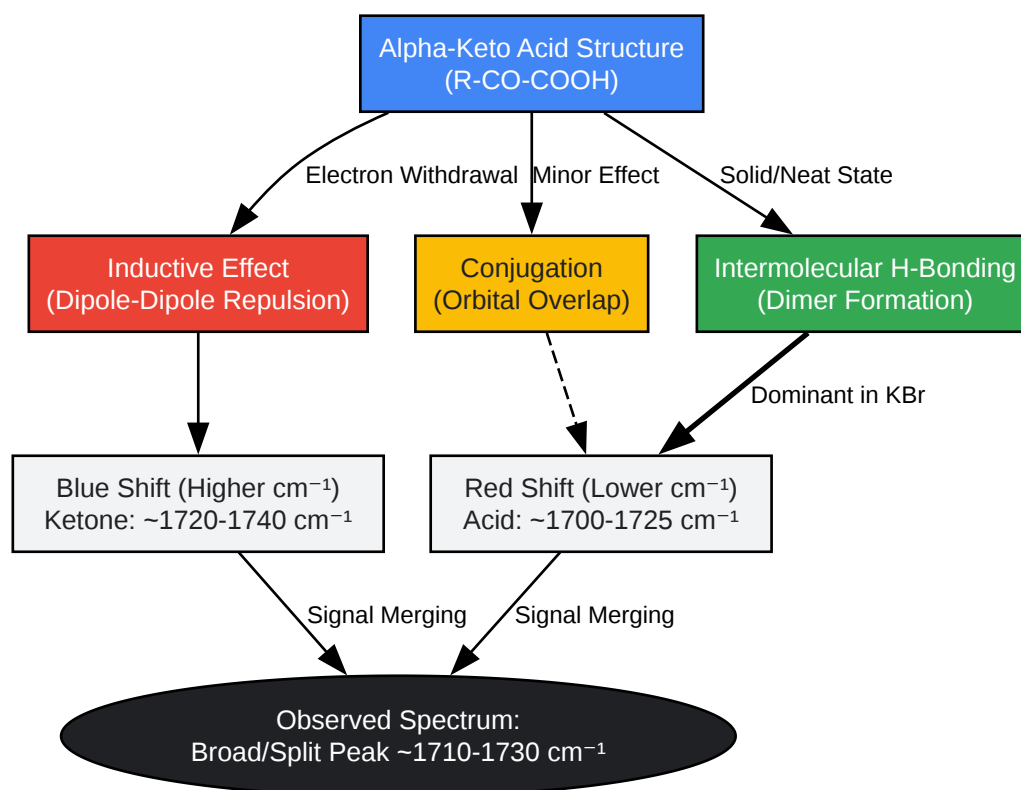 Alpha-Keto Acid Structure
(R-CO-COOH)
Electron Withdrawal
Minor Effect
Solid/Neat State
Inductive Effect
(Dipole-Dipole Repulsion)
Conjugation
(Orbital Overlap)
Intermolecular H-Bonding
(Dimer Formation)
Dominant in KBr
Blue Shift (Higher cm⁻¹)
Ketone: ~1720-1740 cm⁻¹
Red Shift (Lower cm⁻¹)
Acid: ~1700-1725 cm⁻¹
Signal Merging
Signal Merging
Observed Spectrum:
Broad/Split Peak ~1710-1730 cm⁻¹